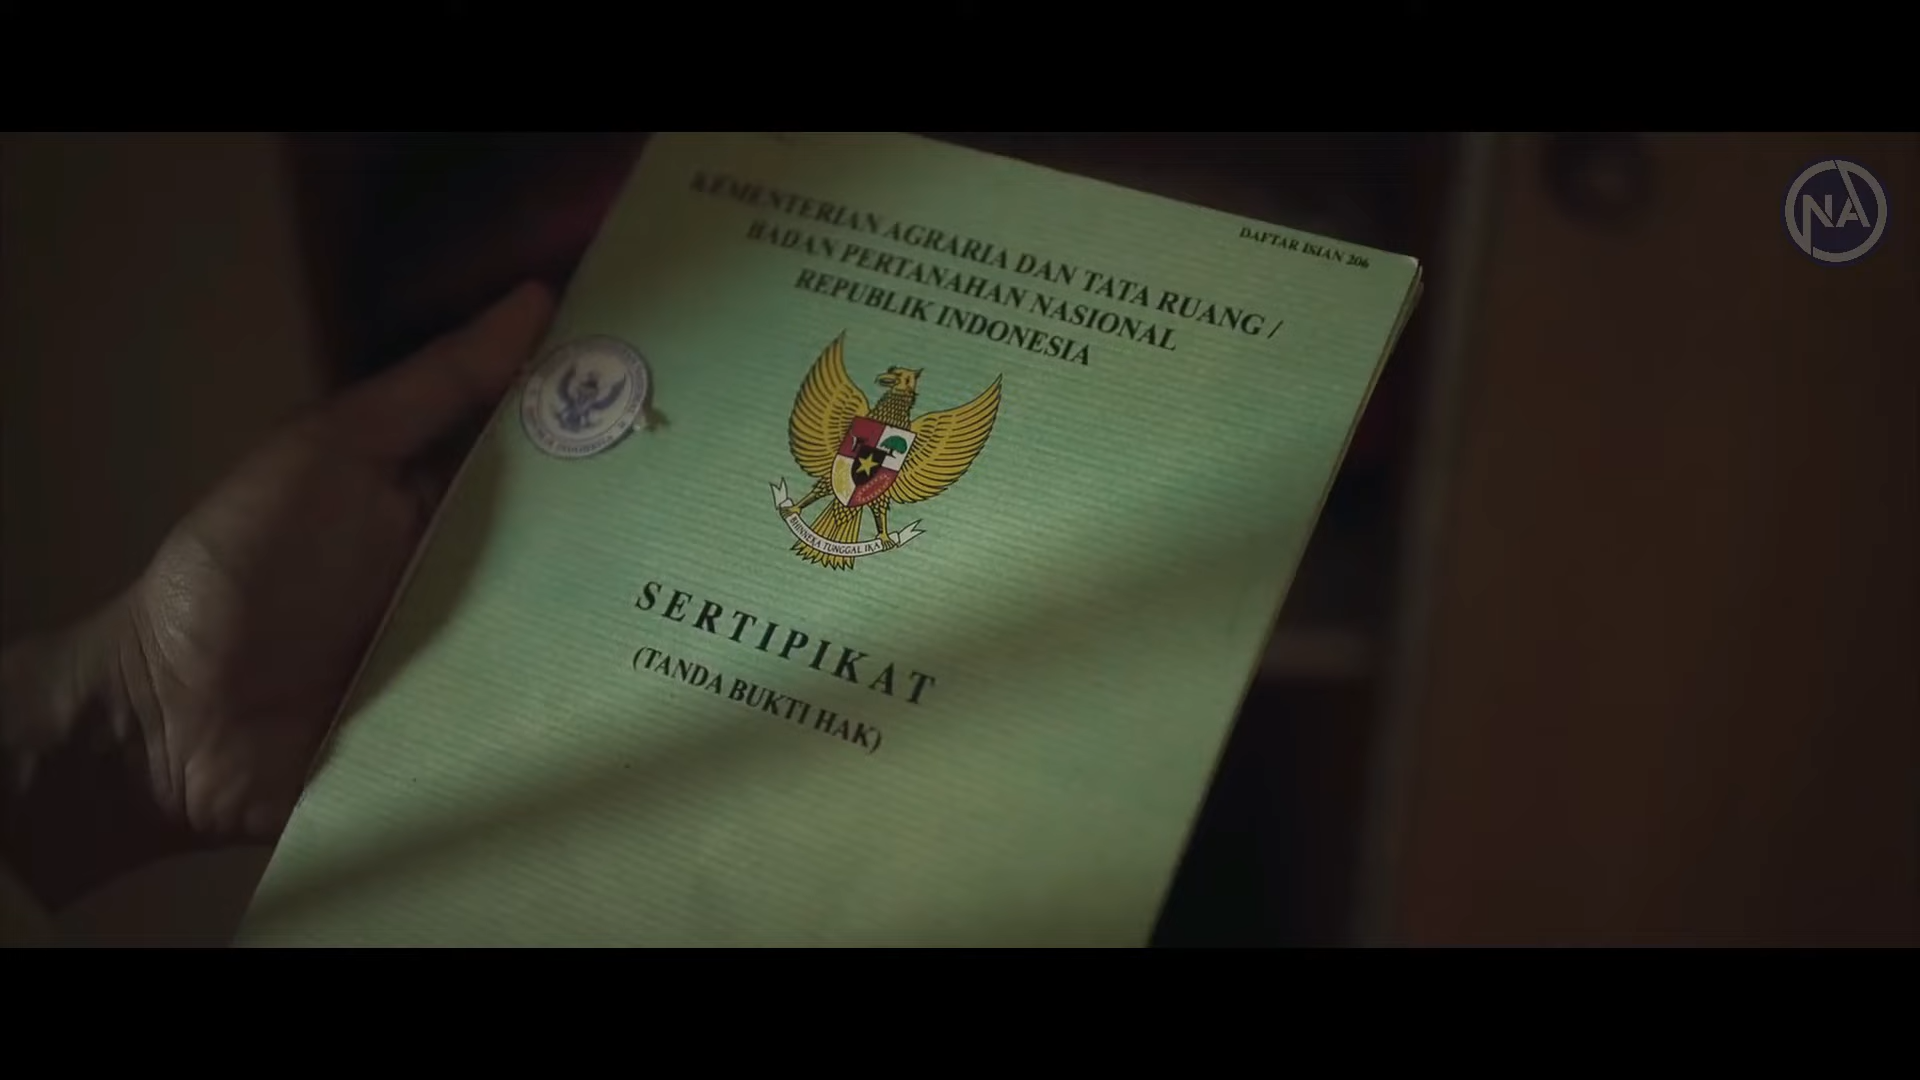 DAFTAR ISIAN 206
KEMENTERIAN AGRARIA DAN TATA RUANG /
BADAN PERTANAHAN NASIONAL
REPUBLIK INDONESIA
BHINNEKA TUNGGAL IKA
SERTIPIKAT
(TANDA BUKTI HAK)
NA